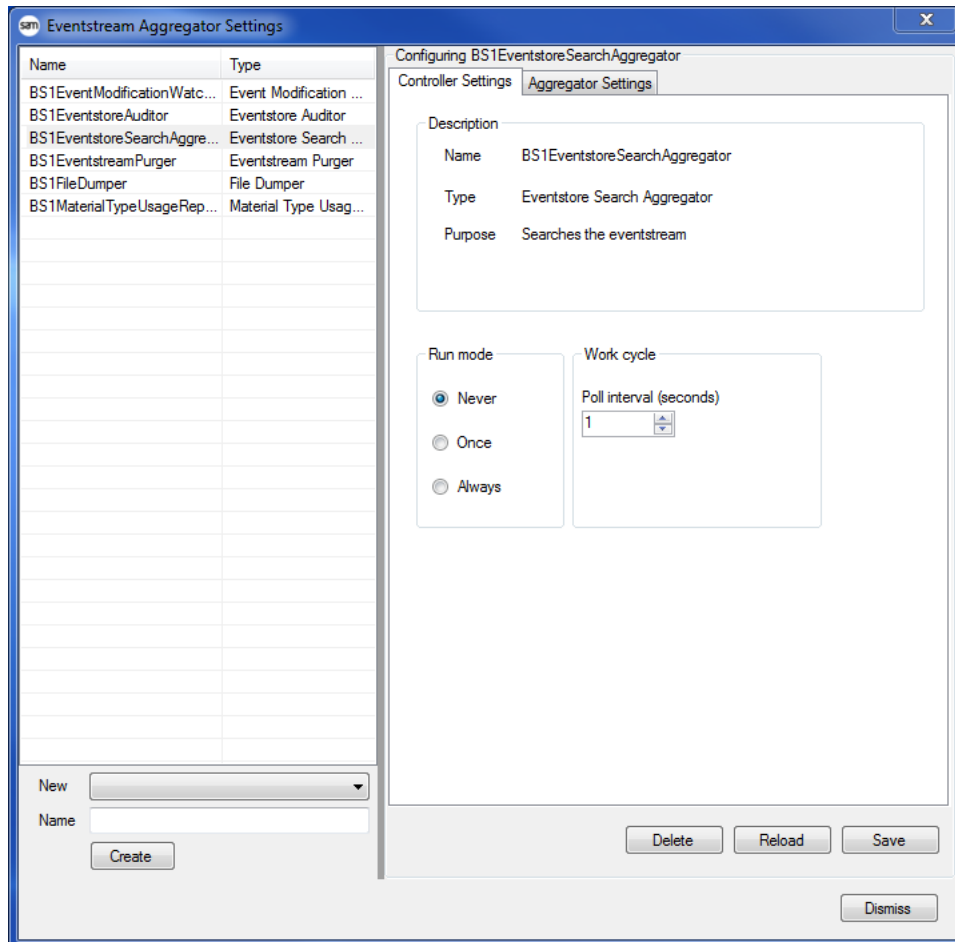 sam Eventstream Aggregator Settings
X
Name Type
BS1EventModificationWatc... Event Modification ...
BS1EventstoreAuditor Eventstore Auditor
BS1EventstoreSearchAggre... Eventstore Search ...
BS1EventstreamPurger Eventstream Purger
BS1FileDumper File Dumper
BS1MaterialTypeUsageRep... Material Type Usag...
New
Name
Create
Configuring BS1EventstoreSearchAggregator
Controller Settings Aggregator Settings
Description
Name BS1EventstoreSearchAggregator
Type Eventstore Search Aggregator
Purpose Searches the eventstream
Run mode
Never
Once
Always
Work cycle
Poll interval (seconds)
1
Delete Reload Save
Dismiss